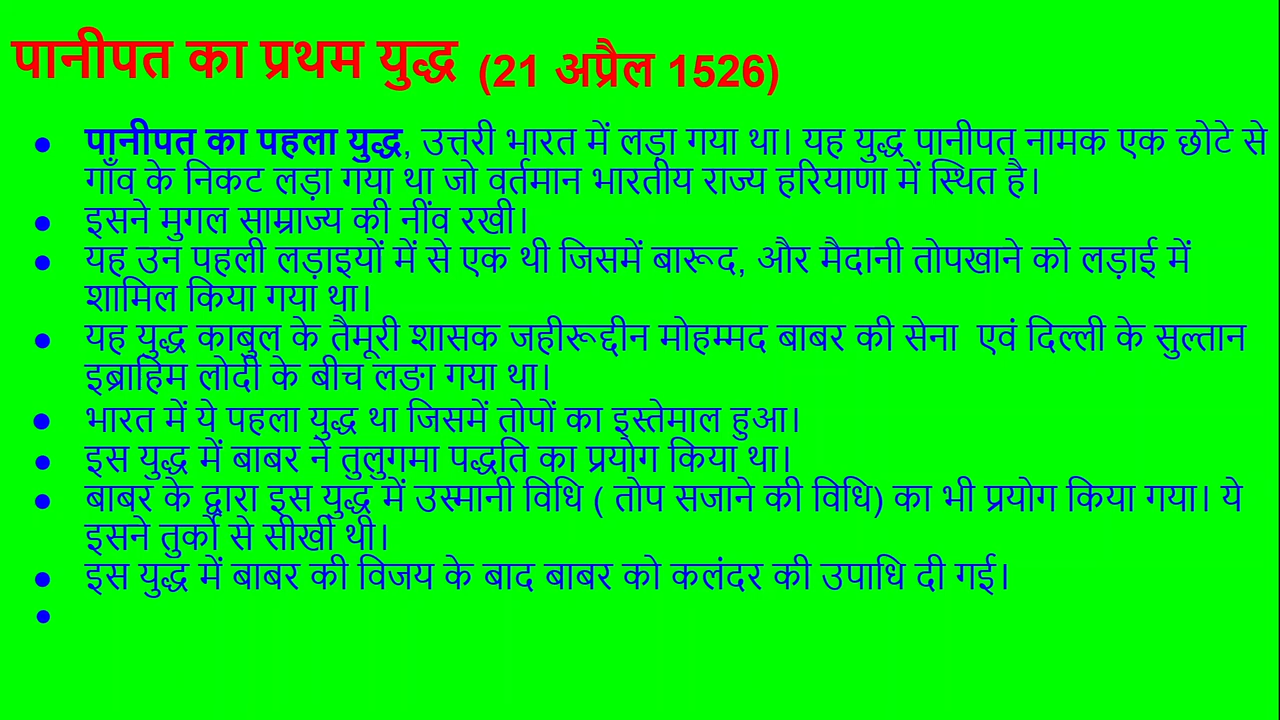 पानीपत का प्रथम युद्ध (21 अप्रैल 1526)
● पानीपत का पहला युद्ध, उत्तरी भारत में लड़ा गया था। यह युद्ध पानीपत नामक एक छोटे से
गाँव के निकट लड़ा गया था जो वर्तमान भारतीय राज्य हरियाणा में स्थित है।
● इसने मुगल साम्राज्य की नींव रखी।
● यह उन पहली लड़ाइयों में से एक थी जिसमें बारूद, और मैदानी तोपखाने को लड़ाई में
शामिल किया गया था।
● यह युद्ध काबुल के तैमूरी शासक जहीरूद्दीन मोहम्मद बाबर की सेना एवं दिल्ली के सुल्तान
इब्राहिम लोदी के बीच लङा गया था।
● भारत में ये पहला युद्ध था जिसमें तोपों का इस्तेमाल हुआ।
● इस युद्ध में बाबर ने तुलुगमा पद्धति का प्रयोग किया था।
● बाबर के द्वारा इस युद्ध में उस्मानी विधि ( तोप सजाने की विधि) का भी प्रयोग किया गया। ये
इसने तुर्कों से सीखी थी।
● इस युद्ध में बाबर की विजय के बाद बाबर को कलंदर की उपाधि दी गई।
●